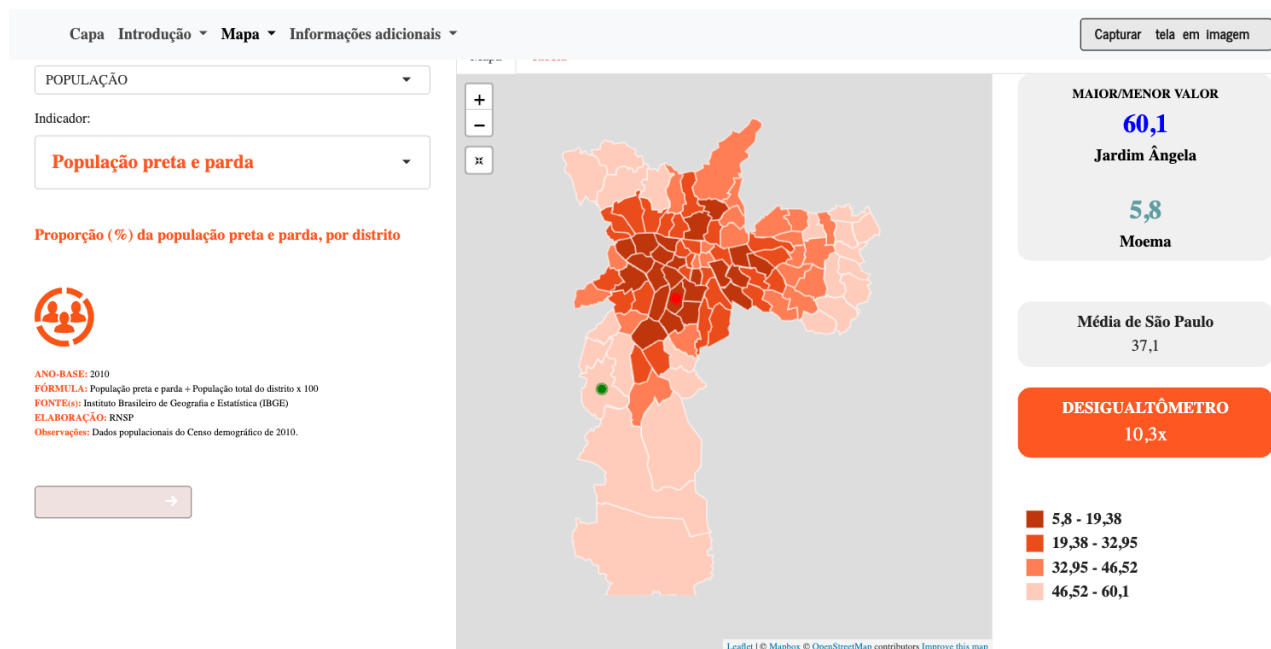 Capa Introdução Mapa Informações adicionais
Capturar tela em imagem
POPULAÇÃO
Indicador:
População preta e parda
Proporção (%) da população preta e parda, por distrito
ANO-BASE: 2010
FÓRMULA: População preta e parda ÷ População total do distrito x 100
FONTE(s): Instituto Brasileiro de Geografia e Estatística (IBGE)
ELABORAÇÃO: RNSP
Observações: Dados populacionais do Censo demográfico de 2010.
+
−
MAIOR/MENOR VALOR
60,1
Jardim Ângela
5,8
Moema
Média de São Paulo
37,1
DESIGUALTÔMETRO
10,3x
5,8 - 19,38
19,38 - 32,95
32,95 - 46,52
46,52 - 60,1
Leaflet | © Mapbox © OpenStreetMap contributors Improve this map